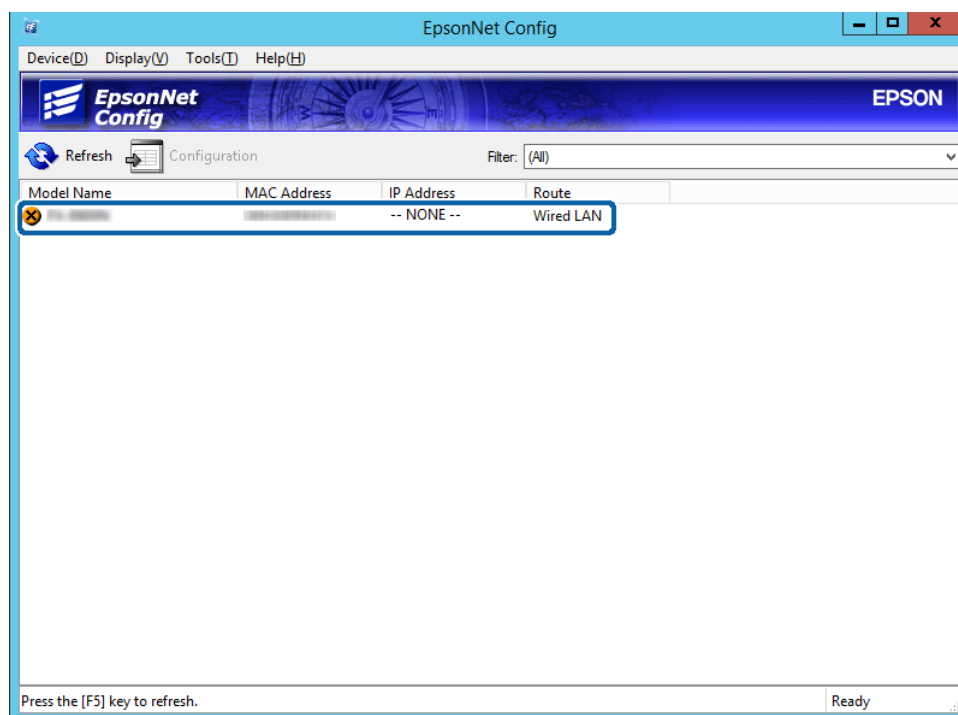 EpsonNet Config
Device(D) Display(V) Tools(T) Help(H)
EpsonNet
Config
EPSON
Refresh Configuration Filter: (All)
Model Name MAC Address IP Address Route
-- NONE -- Wired LAN
Press the [F5] key to refresh. Ready